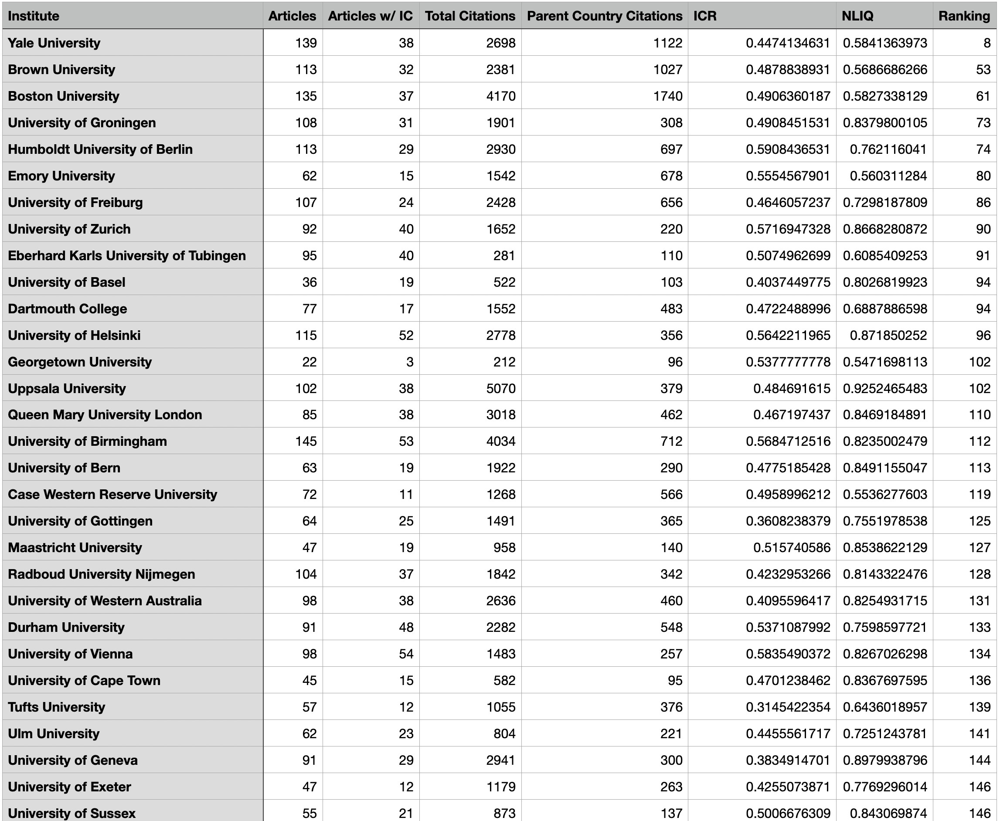 Institute Articles Articles w/ IC Total Citations Parent Country Citations ICR NLIQ Ranking
Yale University 139 38 2698 1122 0.4474134631 0.5841363973 8
Brown University 113 32 2381 1027 0.4878838931 0.5686686266 53
Boston University 135 37 4170 1740 0.4906360187 0.5827338129 61
University of Groningen 108 31 1901 308 0.4908451531 0.8379800105 73
Humboldt University of Berlin 113 29 2930 697 0.5908436531 0.762116041 74
Emory University 62 15 1542 678 0.5554567901 0.560311284 80
University of Freiburg 107 24 2428 656 0.4646057237 0.7298187809 86
University of Zurich 92 40 1652 220 0.5716947328 0.8668280872 90
Eberhard Karls University of Tubingen 95 40 281 110 0.5074962699 0.6085409253 91
University of Basel 36 19 522 103 0.4037449775 0.8026819923 94
Dartmouth College 77 17 1552 483 0.4722488996 0.6887886598 94
University of Helsinki 115 52 2778 356 0.5642211965 0.871850252 96
Georgetown University 22 3 212 96 0.5377777778 0.5471698113 102
Uppsala University 102 38 5070 379 0.484691615 0.9252465483 102
Queen Mary University London 85 38 3018 462 0.467197437 0.8469184891 110
University of Birmingham 145 53 4034 712 0.5684712516 0.8235002479 112
University of Bern 63 19 1922 290 0.4775185428 0.8491155047 113
Case Western Reserve University 72 11 1268 566 0.4958996212 0.5536277603 119
University of Gottingen 64 25 1491 365 0.3608238379 0.7551978538 125
Maastricht University 47 19 958 140 0.515740586 0.8538622129 127
Radboud University Nijmegen 104 37 1842 342 0.4232953266 0.8143322476 128
University of Western Australia 98 38 2636 460 0.4095596417 0.8254931715 131
Durham University 91 48 2282 548 0.5371087992 0.7598597721 133
University of Vienna 98 54 1483 257 0.5835490372 0.8267026298 134
University of Cape Town 45 15 582 95 0.4701238462 0.8367697595 136
Tufts University 57 12 1055 376 0.3145422354 0.6436018957 139
Ulm University 62 23 804 221 0.4455561717 0.7251243781 141
University of Geneva 91 29 2941 300 0.3834914701 0.8979938796 144
University of Exeter 47 12 1179 263 0.4255073871 0.7769296014 146
University of Sussex 55 21 873 137 0.5006676309 0.843069874 146